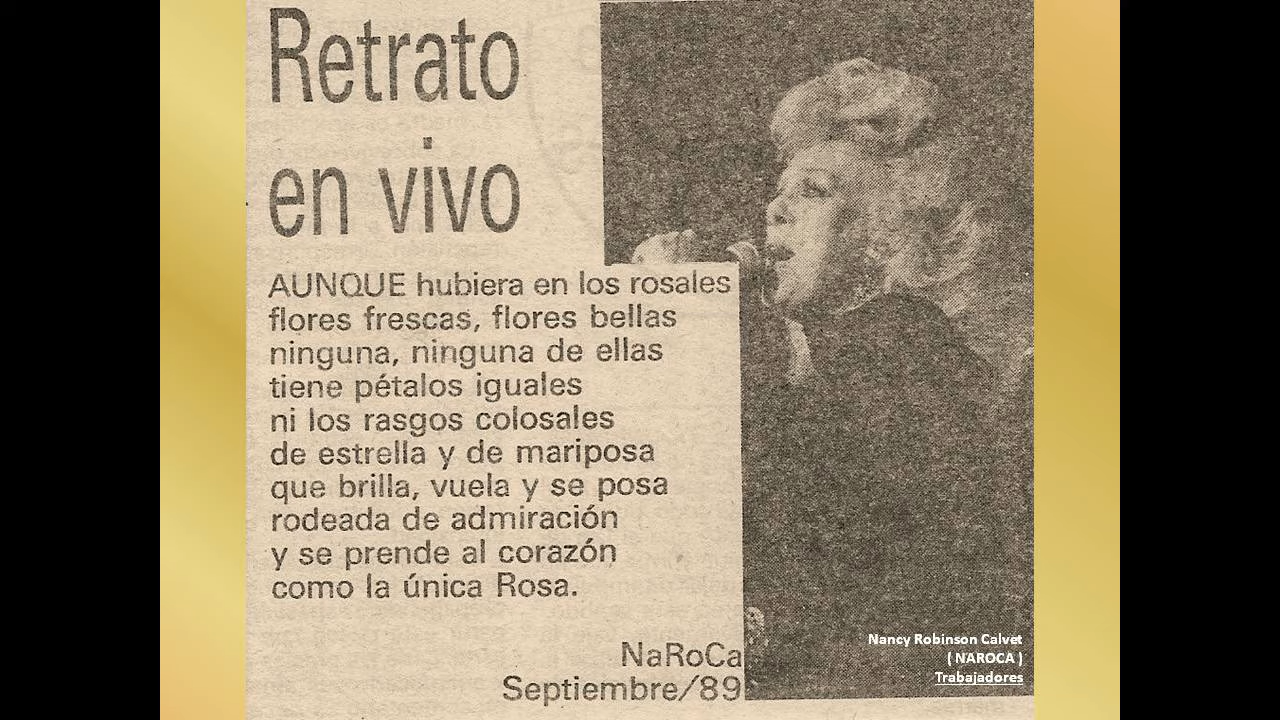 Retrato
en vivo
AUNQUE hubiera en los rosales
flores frescas, flores bellas
ninguna, ninguna de ellas
tiene pétalos iguales
ni los rasgos colosales
de estrella y de mariposa
que brilla, vuela y se posa
rodeada de admiración
y se prende al corazón
como la única Rosa.
NaRoCa
Septiembre/89
Nancy Robinson Calvet
( NAROCA )
Trabajadores